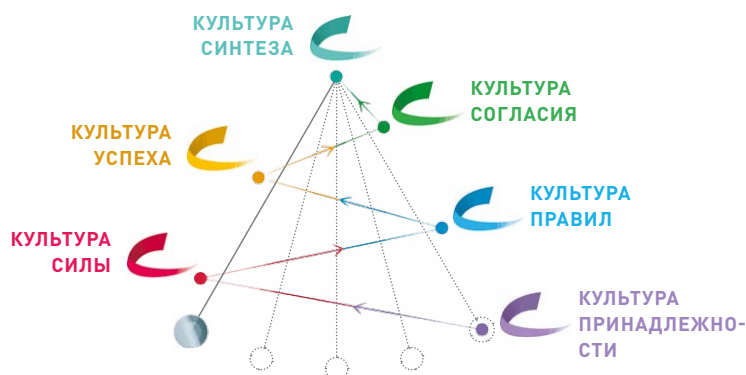 КУЛЬТУРА
СИНТЕЗА
КУЛЬТУРА
СОГЛАСИЯ
КУЛЬТУРА
УСПЕХА
КУЛЬТУРА
ПРАВИЛ
КУЛЬТУРА
СИЛЫ
КУЛЬТУРА
ПРИНАДЛЕЖНО-
СТИ